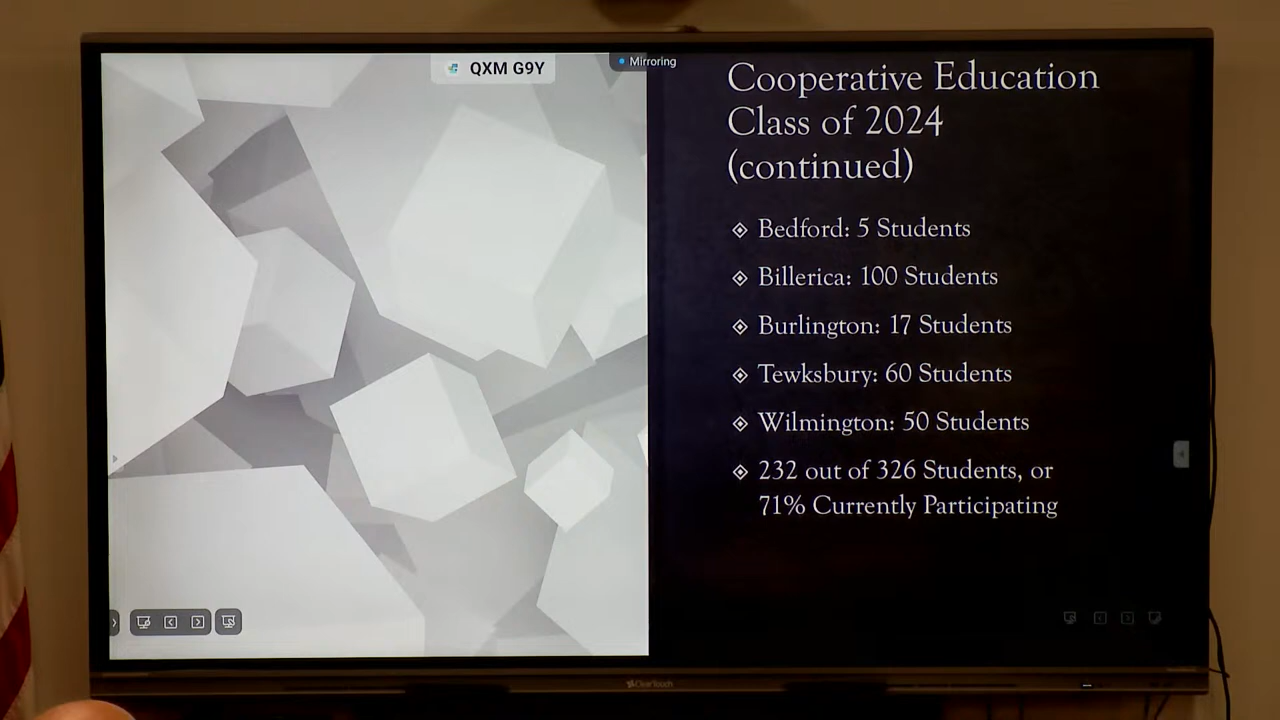 QXM G9Y
Mirroring
Cooperative Education
Class of 2024
(continued)
Bedford: 5 Students
Billerica: 100 Students
Burlington: 17 Students
Tewksbury: 60 Students
Wilmington: 50 Students
232 out of 326 Students, or
71% Currently Participating
ClearTouch